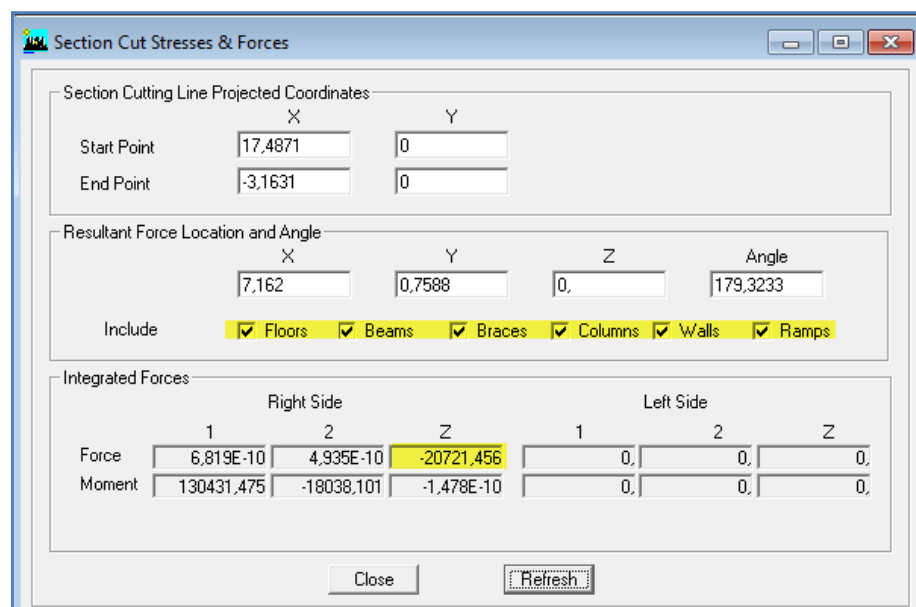 Section Cut Stresses & Forces
Section Cutting Line Projected Coordinates
X Y
Start Point 17,4871 0
End Point -3,1631 0
Resultant Force Location and Angle
X Y Z Angle
7,162 0,7588 0, 179,3233
Include Floors Beams Braces Columns Walls Ramps
Integrated Forces
Right Side Left Side
1 2 Z 1 2 Z
Force 6,819E-10 4,935E-10 -20721,456 0, 0, 0,
Moment 130431,475 -18038,101 -1,478E-10 0, 0, 0,
Close Refresh